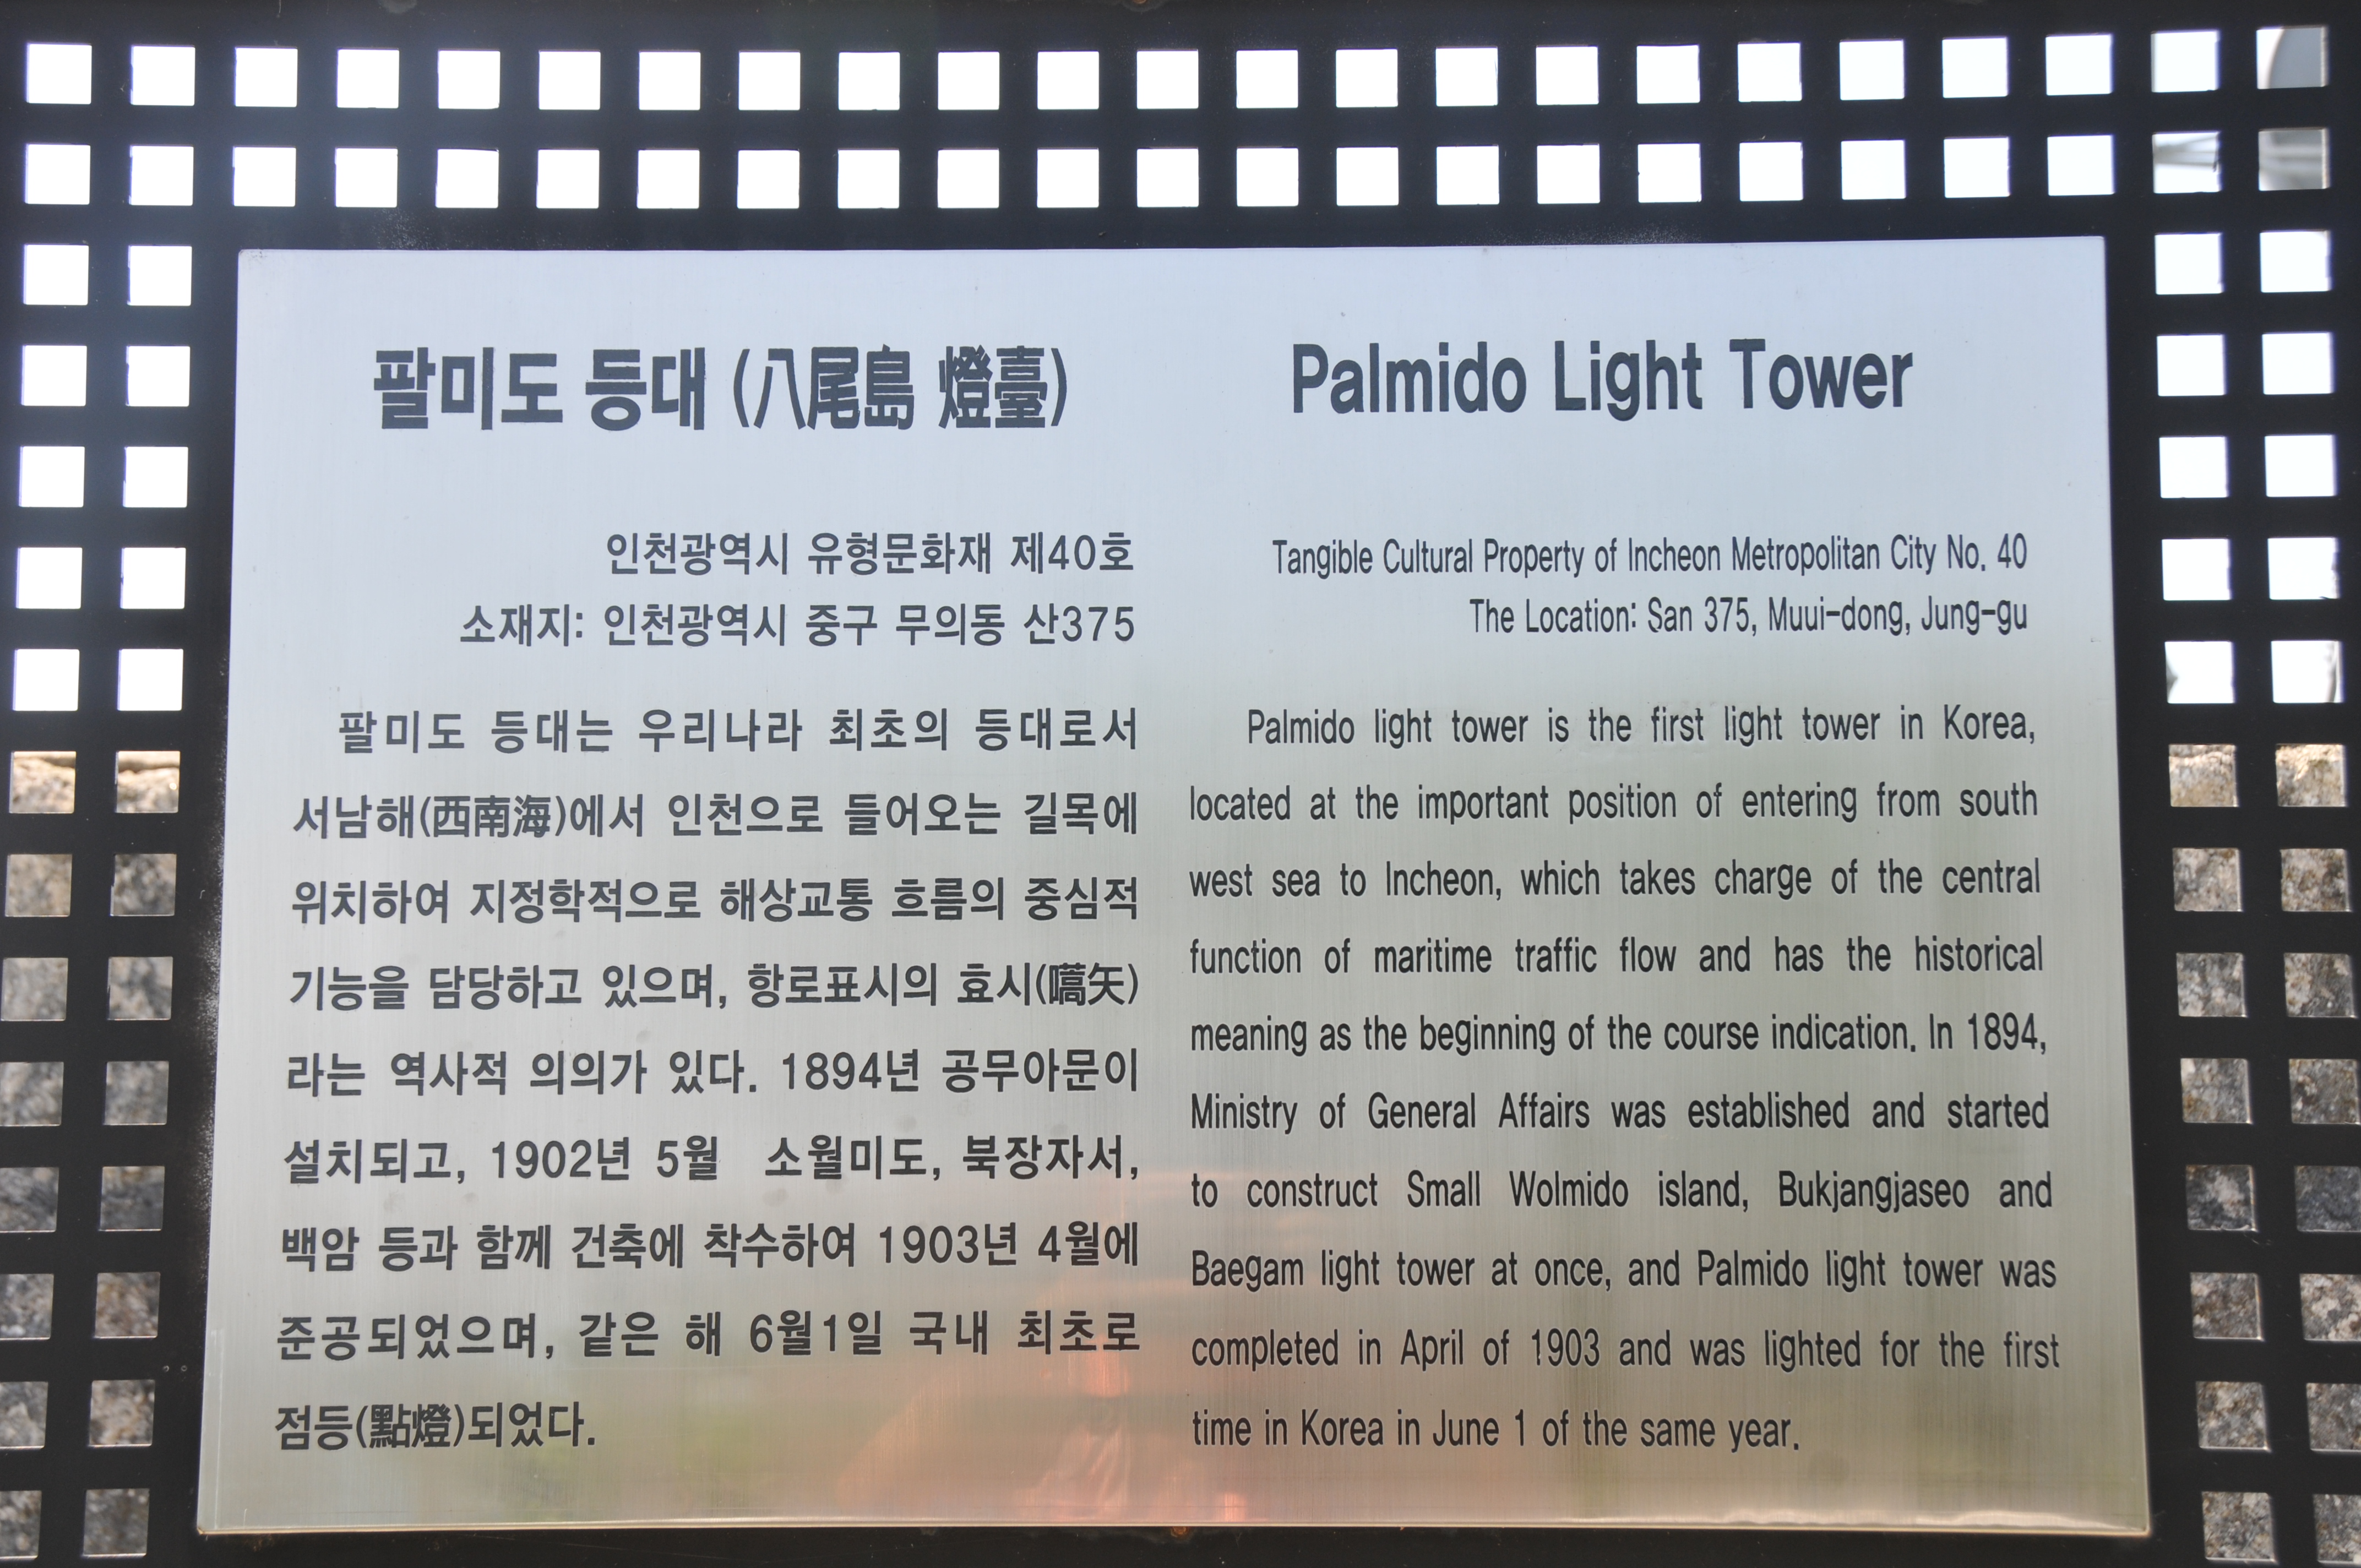 팔미도 등대 (八尾島 燈臺)
인천광역시 유형문화재 제40호
소재지: 인천광역시 중구 무의동 산375
팔미도 등대는 우리나라 최초의 등대로서
서남해(西南海)에서 인천으로 들어오는 길목에
위치하여 지정학적으로 해상교통 흐름의 중심적
기능을 담당하고 있으며, 항로표시의 효시(嚆矢)
라는 역사적 의의가 있다. 1894년 공무아문이
설치되고, 1902년 5월 소월미도, 북장자서,
백암 등과 함께 건축에 착수하여 1903년 4월에
준공되었으며, 같은 해 6월1일 국내 최초로
점등(點燈)되었다.
Palmido Light Tower
Tangible Cultural Property of Incheon Metropolitan City No. 40
The Location: San 375, Muui-dong, Jung-gu
Palmido light tower is the first light tower in Korea,
located at the important position of entering from south
west sea to Incheon, which takes charge of the central
function of maritime traffic flow and has the historical
meaning as the beginning of the course indication. In 1894,
Ministry of General Affairs was established and started
to construct Small Wolmido island, Bukjangjaseo and
Baegam light tower at once, and Palmido light tower was
completed in April of 1903 and was lighted for the first
time in Korea in June 1 of the same year.